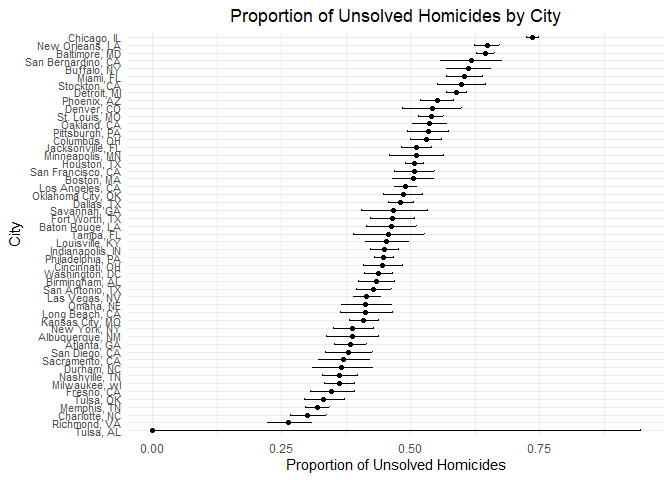 Proportion of Unsolved Homicides by City
Chicago, IL
New Orleans, LA
Baltimore, MD
San Bernardino, CA
Buffalo, NY
Miami, FL
Stockton, CA
Detroit, MI
Phoenix, AZ
Denver, CO
St. Louis, MO
Oakland, CA
Pittsburgh, PA
Columbus, OH
Jacksonville, FL
Minneapolis, MN
Houston, TX
San Francisco, CA
Boston, MA
Los Angeles, CA
Oklahoma City, OK
Dallas, TX
Savannah, GA
Fort Worth, TX
Baton Rouge, LA
Tampa, FL
Louisville, KY
Indianapolis, IN
Philadelphia, PA
Cincinnati, OH
Washington, DC
Birmingham, AL
San Antonio, TX
Las Vegas, NV
Omaha, NE
Long Beach, CA
Kansas City, MO
New York, NY
Albuquerque, NM
Atlanta, GA
San Diego, CA
Sacramento, CA
Durham, NC
Nashville, TN
Milwaukee, wI
Fresno, CA
Tulsa, OK
Memphis, TN
Charlotte, NC
Richmond, VA
Tulsa, AL
City
0.00 0.25 0.50 0.75
Proportion of Unsolved Homicides